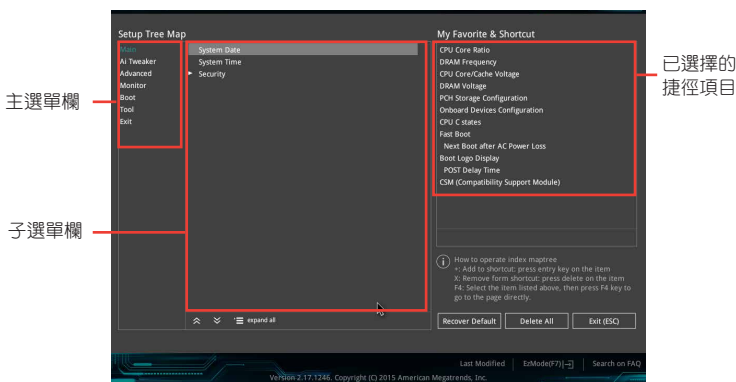 Setup Tree Map
My Favorite & Shortcut
主選單欄
Main
Ai Tweaker
Advanced
Monitor
Boot
Tool
Exit
子選單欄
System Date
System Time
Security
expand all
已選擇的
捷徑項目
CPU Core Ratio
DRAM Frequency
CPU Core/Cache Voltage
DRAM Voltage
PCH Storage Configuration
Onboard Devices Configuration
CPU C states
Fast Boot
Next Boot after AC Power Loss
Boot Logo Display
POST Delay Time
CSM (Compatibility Support Module)
How to operate index maptree
+: Add to shortcut: press entry key on the item
X: Remove form shortcut: press delete on the item
F4: Select the item listed above, then press F4 key to
go to the page directly.
Recover Default
Delete All
Exit (ESC)
Last Modified
EzMode(F7)
Search on FAQ
Version 2.17.1246. Copyright (C) 2015 American Megatrends, Inc.